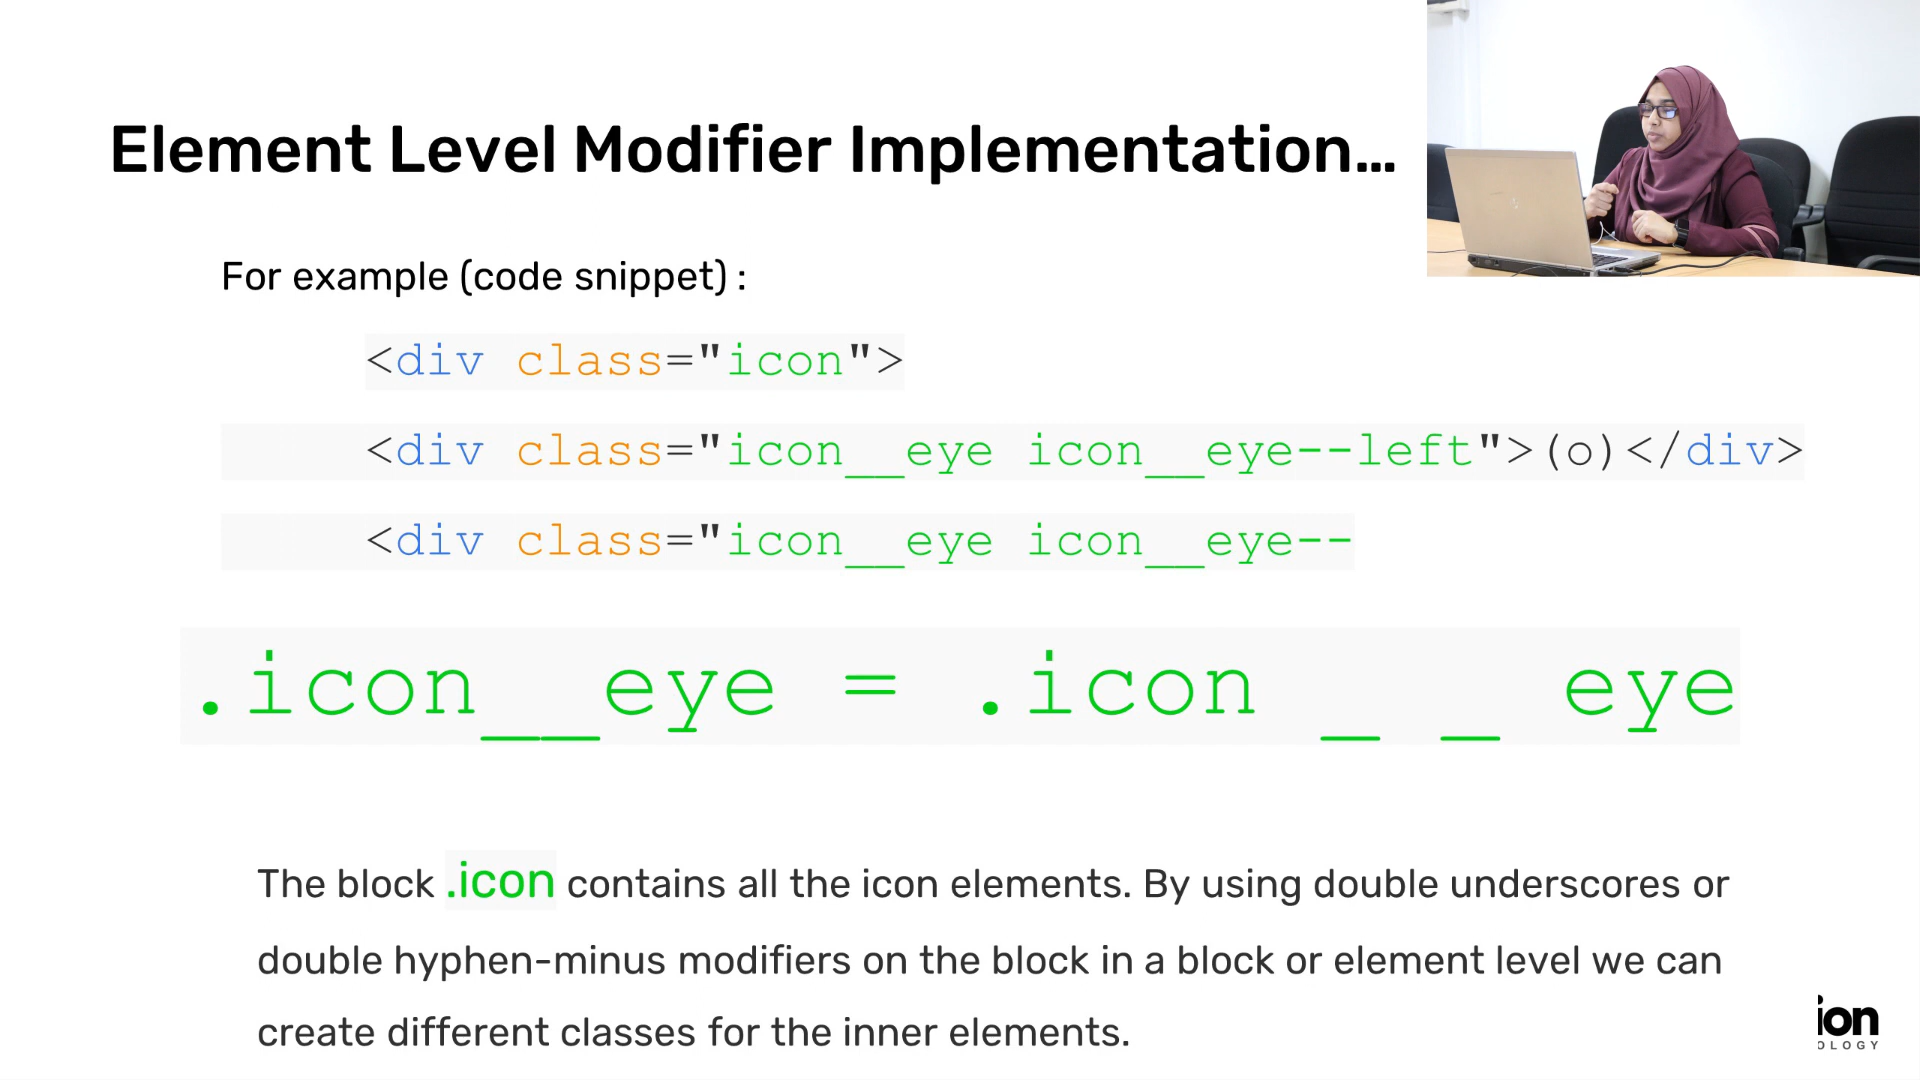 Element Level Modifier Implementation...
For example (code snippet) :
<div class="icon">
<div class="icon__eye icon__eye--left">(o)</div>
<div class="icon__eye icon__eye--
.icon__eye = .icon _ _ eye
The block .icon contains all the icon elements. By using double underscores or
double hyphen-minus modifiers on the block in a block or element level we can
create different classes for the inner elements.
ion
OLOGY